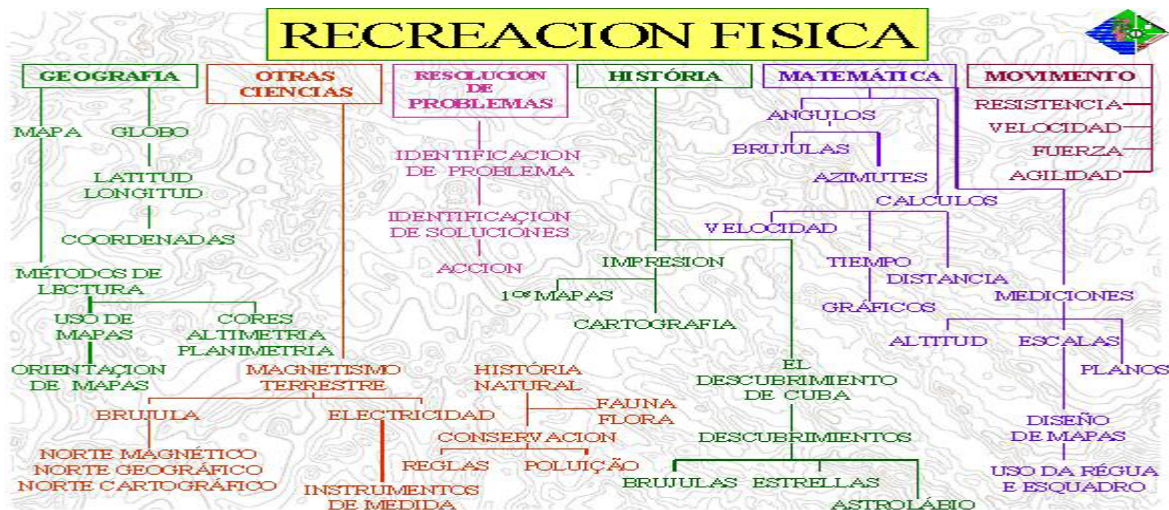 RECREACION FISICA
GEOGRAFIA
MAPA
GLOBO
LATITUD
LONGITUD
COORDENADAS
MÉTODOS DE
LECTURA
USO DE
MAPAS
CORES
ALTIMETRIA
PLANIMETRIA
ORIENTAÇION
DE MAPAS
OTRAS
CIENCIAS
MAGNETISMO
TERRESTRE
BRUJULA
ELECTRICIDAD
NORTE MAGNÉTICO
NORTE GEOGRÁFICO
NORTE CARTOGRÁFICO
INSTRUMENTOS
DE MEDIDA
HISTÓRIA
NATURAL
FAUNA
FLORA
CONSERVACION
REGLAS
POLUIÇÃO
RESOLUCION
DE
PROBLEMAS
IDENTIFICACION
DE PROBLEMA
IDENTIFICAÇION
DE SOLUCIONES
ACCION
HISTÓRIA
IMPRESION
1ºs MAPAS
CARTOGRAFIA
EL
DESCUBRIMIENTO
DE CUBA
DESCUBRIMENTOS
BRUJULAS
ESTRELLAS
ASTROLÁBIO
MATEMÁTICA
ANGULOS
BRUJULAS
AZIMUTES
CALCULOS
VELOCIDAD
TIEMPO
DISTANCIA
GRÁFICOS
MEDICIONES
ALTITUD
ESCALAS
PLANOS
DISEÑO
DE MAPAS
USO DA RÉGUA
E ESQUADRO
MOVIMENTO
RESISTENCIA
VELOCIDAD
FUERZA
AGILIDAD